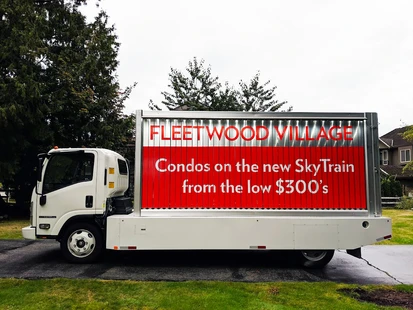 FLEETWOOD VILLAGE
Condos on the new SkyTrain
from the low $300's